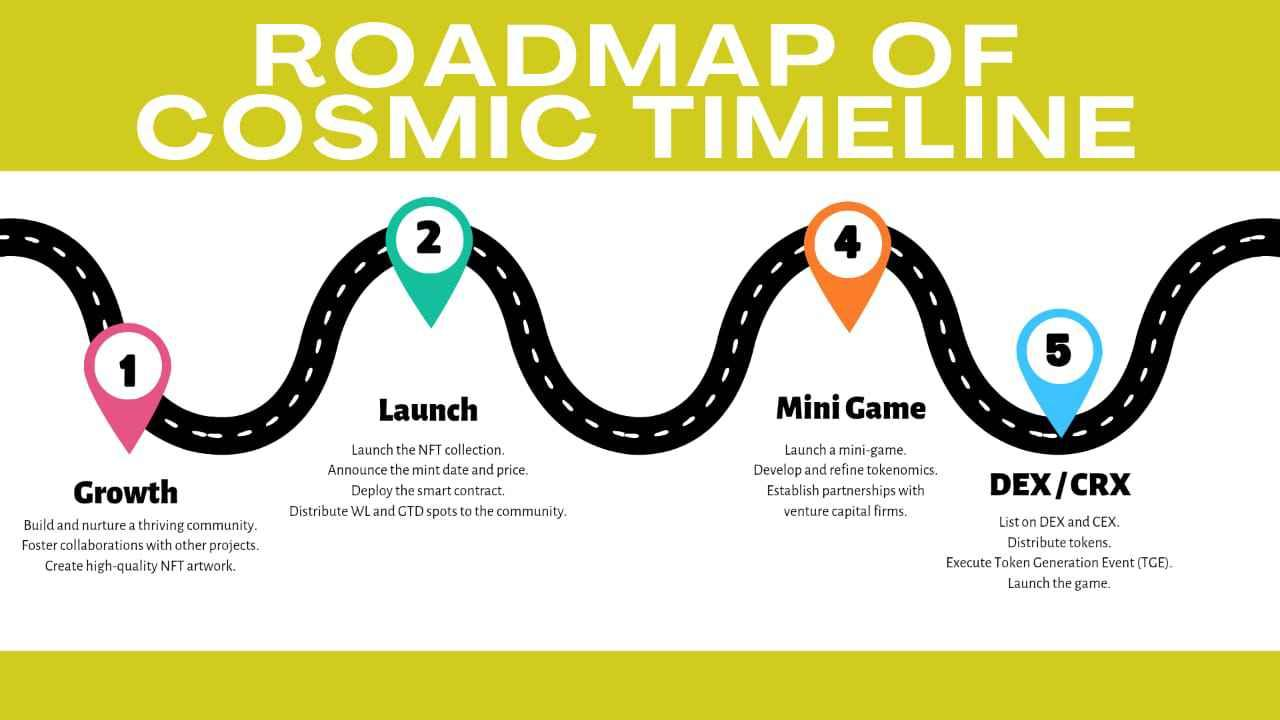 ROADMAP OF
COSMIC TIMELINE
1
Growth
Build and nurture a thriving community.
Foster collaborations with other projects.
Create high-quality NFT artwork.
2
Launch
Launch the NFT collection.
Announce the mint date and price.
Deploy the smart contract.
Distribute WL and GTD spots to the community.
4
Mini Game
Launch a mini-game.
Develop and refine tokenomics.
Establish partnerships with
venture capital firms.
5
DEX / CRX
List on DEX and CEX.
Distribute tokens.
Execute Token Generation Event (TGE).
Launch the game.